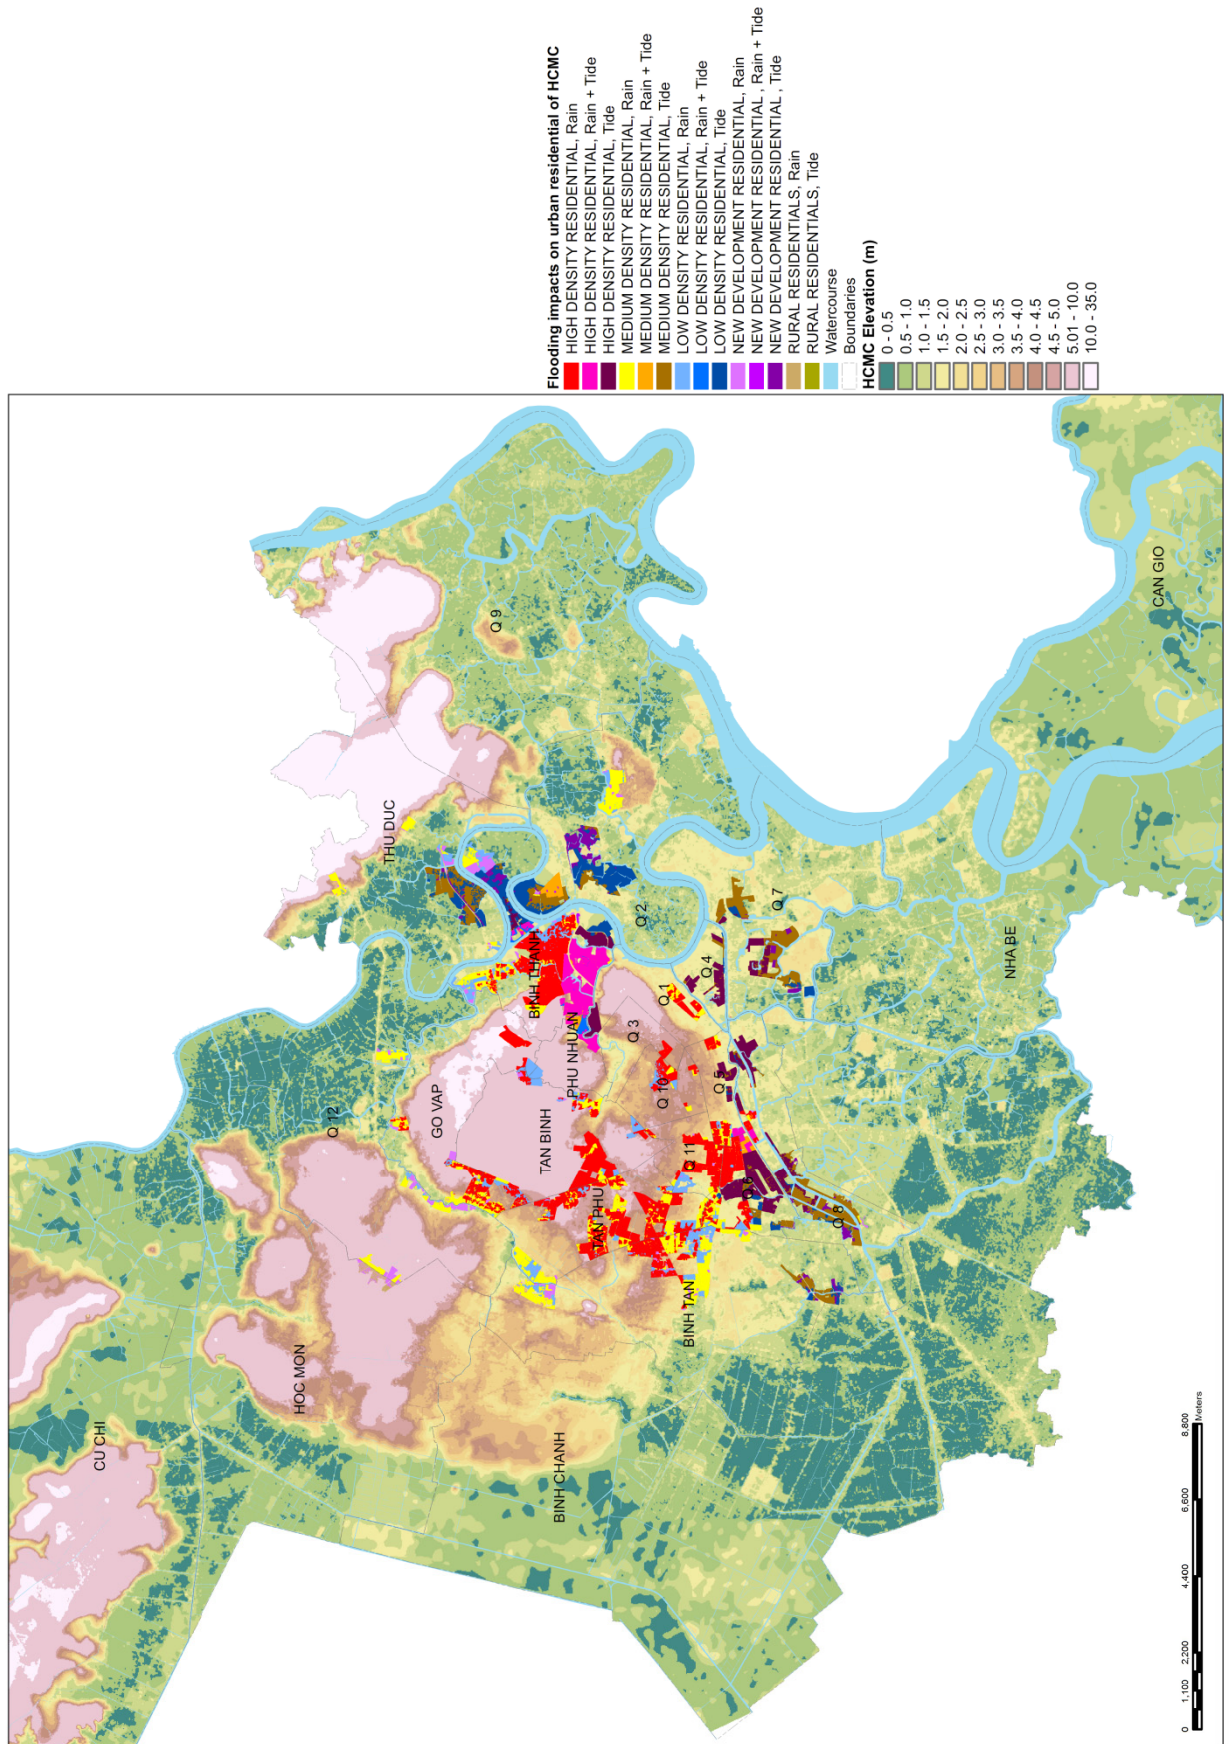 Flooding impacts on urban residential of HCMC
HIGH DENSITY RESIDENTIAL, Rain
HIGH DENSITY RESIDENTIAL, Rain + Tide
HIGH DENSITY RESIDENTIAL, Tide
MEDIUM DENSITY RESIDENTIAL, Rain
MEDIUM DENSITY RESIDENTIAL, Rain + Tide
MEDIUM DENSITY RESIDENTIAL, Tide
LOW DENSITY RESIDENTIAL, Rain
LOW DENSITY RESIDENTIAL, Rain + Tide
LOW DENSITY RESIDENTIAL, Tide
NEW DEVELOPMENT RESIDENTIAL, Rain
NEW DEVELOPMENT RESIDENTIAL , Rain + Tide
NEW DEVELOPMENT RESIDENTIAL , Tide
RURAL RESIDENTIALS, Rain
RURAL RESIDENTIALS, Tide
Watercourse
Boundaries
HCMC Elevation (m)
0 - 0.5
0.5 - 1.0
1.0 - 1.5
1.5 - 2.0
2.0 - 2.5
2.5 - 3.0
3.0 - 3.5
3.5 - 4.0
4.0 - 4.5
4.5 - 5.0
5.01 - 10.0
10.0 - 35.0
CU CHI
HOC MON
Q 12
THU DUC
GO VAP
Q 9
BINH THANH
TAN BINH
PHU NHUAN
BINH CHANH
TAN PHU
Q 3
Q 2
Q 10
Q 1
BINH TAN
Q 11
Q 4
Q 5
Q 6
Q 7
Q 8
NHA BE
CAN GIO
0 1,100 2,200 4,400 6,600 8,800
Meters